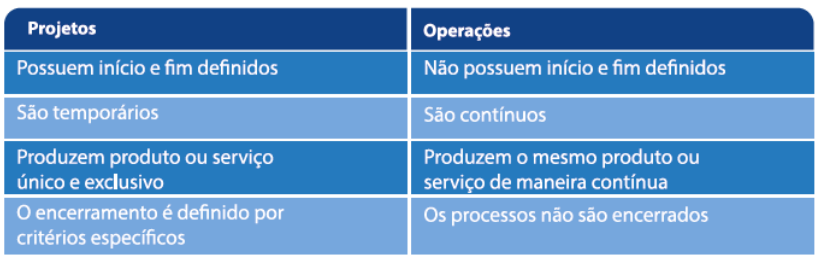 Projetos
Operações
Possuem início e fim definidos
Não possuem início e fim definidos
São temporários
São contínuos
Produzem produto ou serviço
único e exclusivo
Produzem o mesmo produto ou
serviço de maneira contínua
O encerramento é definido por
critérios específicos
Os processos não são encerrados